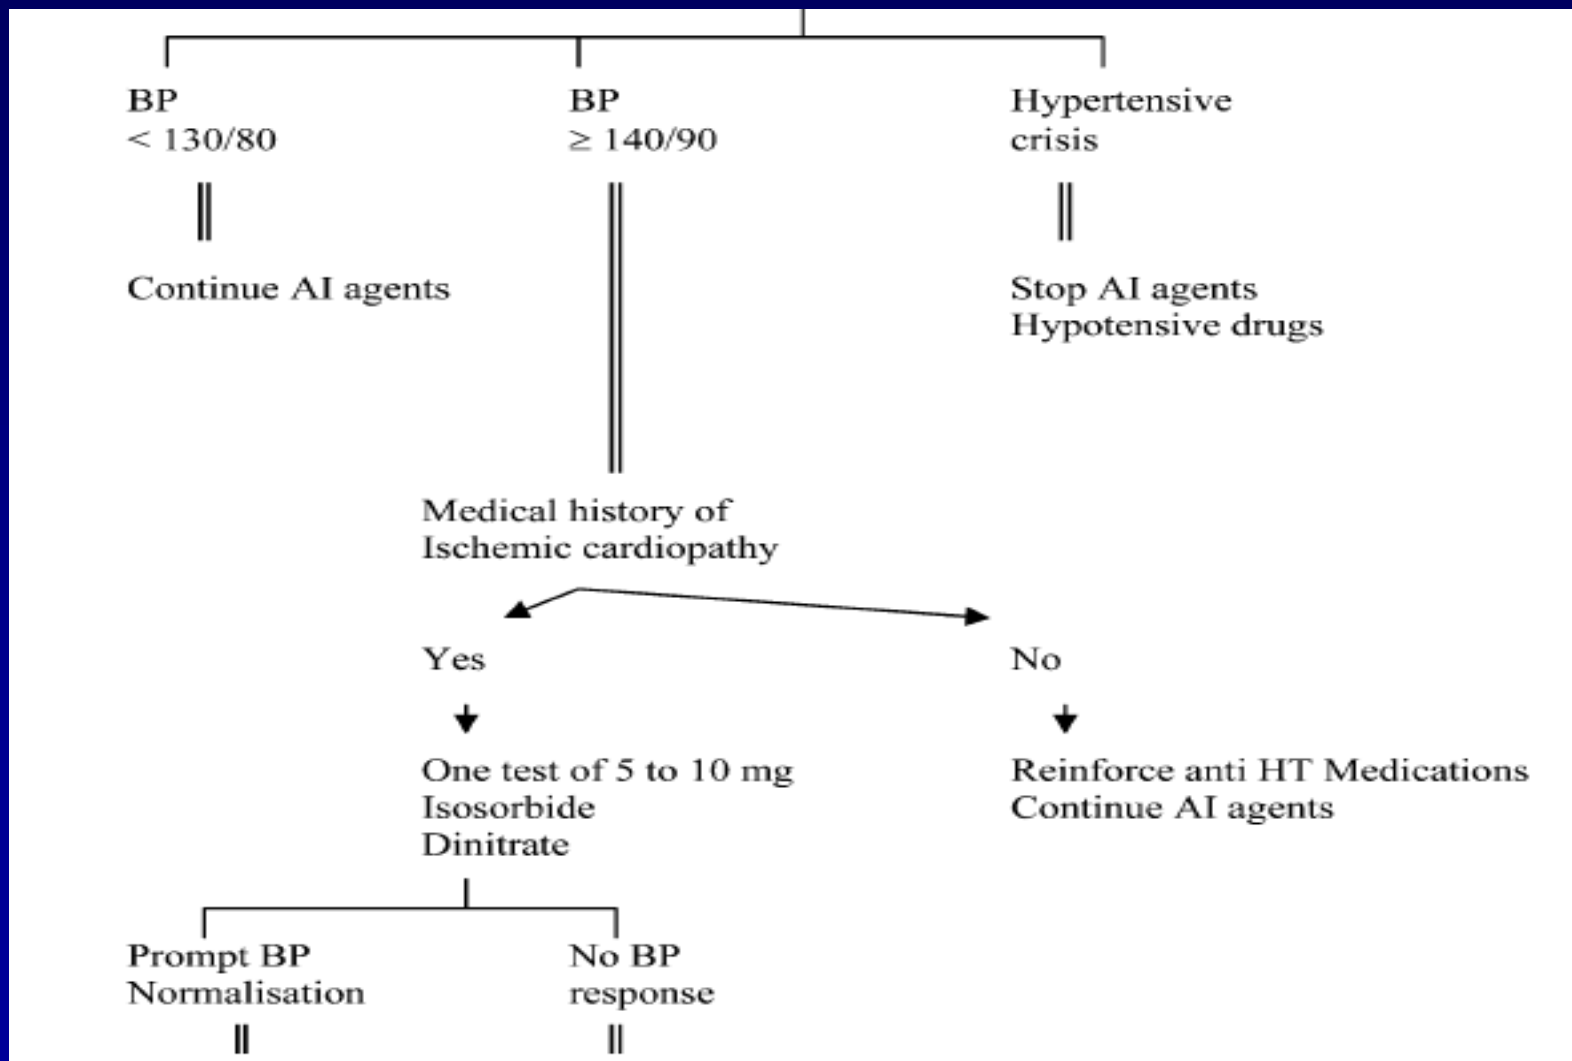 BP
< 130/80
BP
≥ 140/90
Hypertensive
crisis
Continue AI agents
Stop AI agents
Hypotensive drugs
Medical history of
Ischemic cardiopathy
Yes
No
One test of 5 to 10 mg
Isosorbide
Dinitrate
Reinforce anti HT Medications
Continue AI agents
Prompt BP
Normalisation
No BP
response